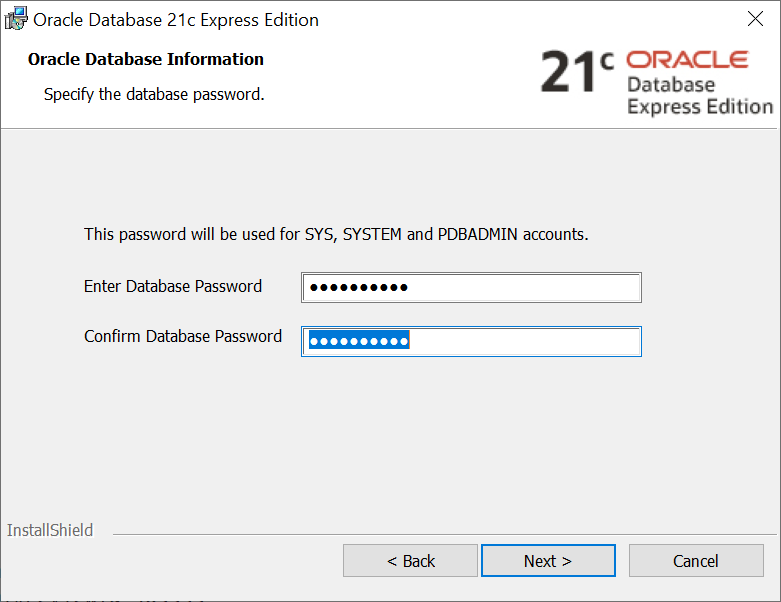 Oracle Database 21c Express Edition
Oracle Database Information
Specify the database password.
21c ORACLE
Database
Express Edition
This password will be used for SYS, SYSTEM and PDBADMIN accounts.
Enter Database Password ●●●●●●●●●●
Confirm Database Password ●●●●●●●●●●
InstallShield
< Back Next > Cancel